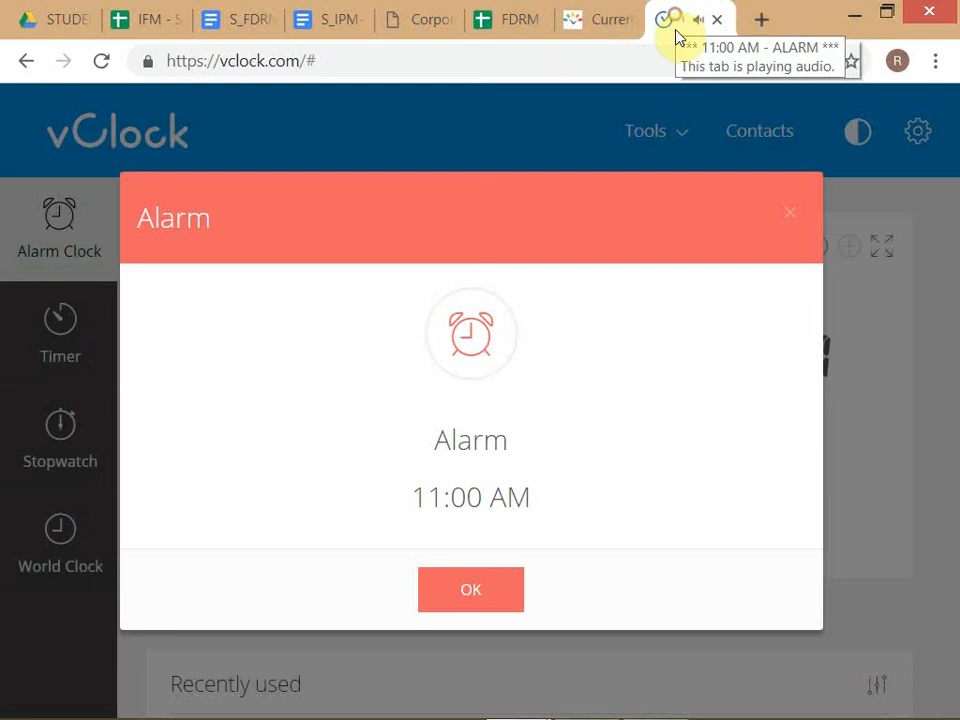 STUDE
IFM - S
S_FDRM
S_IPM-
Corpor
FDRM
Curren
*** 11:00 AM - ALARM ***
This tab is playing audio.
https://vclock.com/#
R
vClock
Tools
Contacts
Alarm Clock
Timer
Stopwatch
World Clock
Alarm
×
Alarm
11:00 AM
OK
Recently used